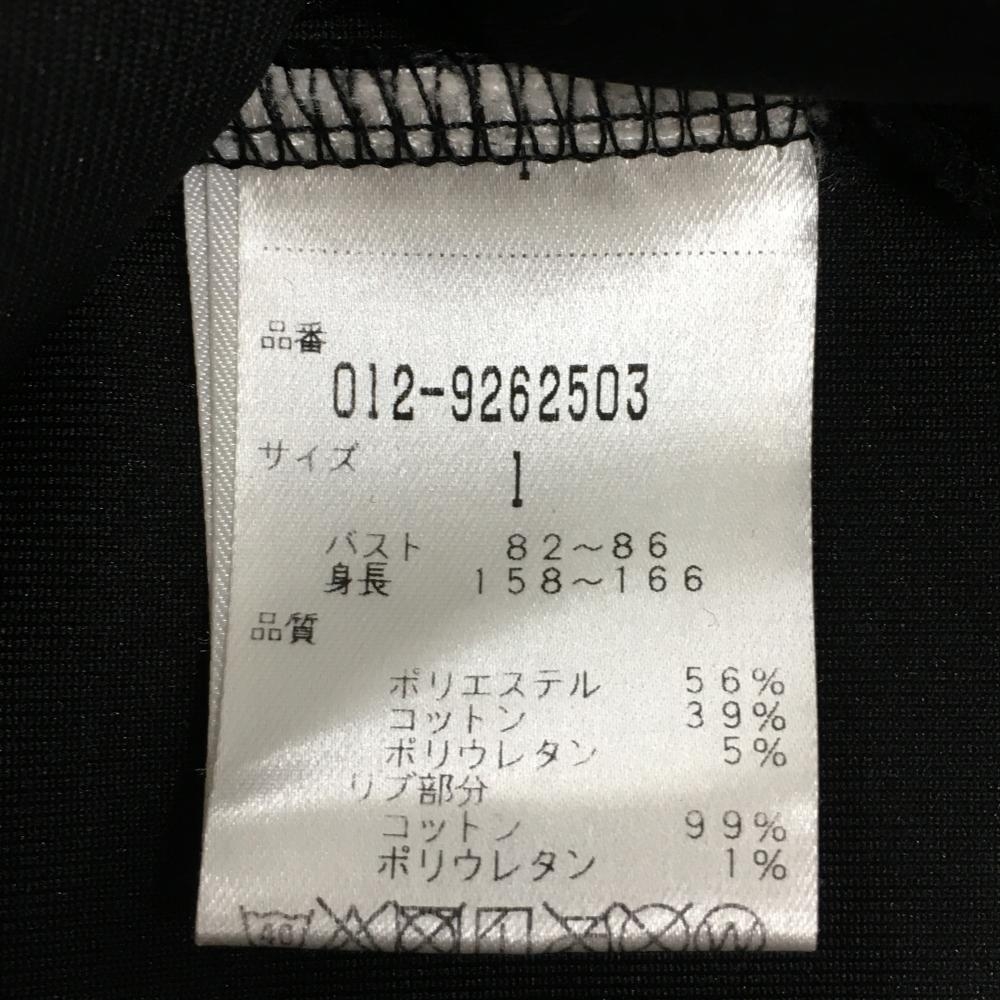 品番
012-9262503
サイズ
1
バスト 82～86
身長 158～166
品質
ポリエステル 56%
コットン 39%
ポリウレタン 5%
リブ部分
コットン 99%
ポリウレタン 1%
40 W